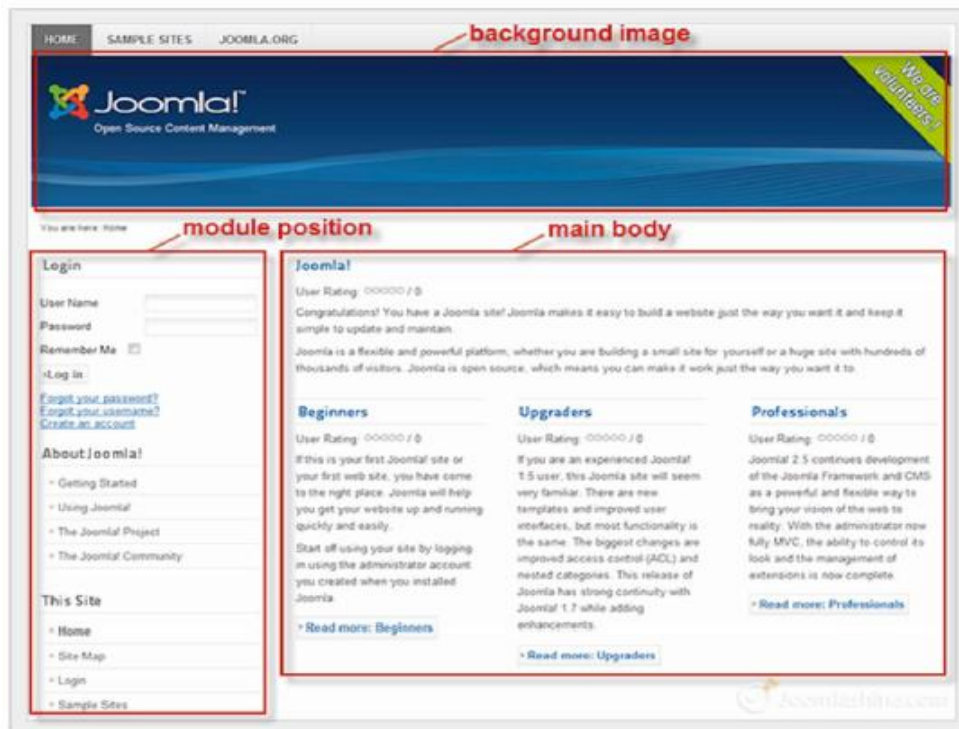 HOME SAMPLE SITES JOOMLA.ORG
background image
Joomla!™
Open Source Content Management
We are
volunteers!
You are here: Home
module position
main body
Login
User Name
Password
Remember Me
Log in
Forgot your password?
Forgot your username?
Create an account
About Joomla!
Getting Started
Using Joomla!
The Joomla! Project
The Joomla! Community
This Site
Home
Site Map
Login
Sample Sites
Joomla!
User Rating: / 0
Congratulations! You have a Joomla site! Joomla makes it easy to build a website just the way you want it and keep it
simple to update and maintain.
Joomla is a flexible and powerful platform, whether you are building a small site for yourself or a huge site with hundreds of
thousands of visitors. Joomla is open source, which means you can make it work just the way you want it to.
Beginners
User Rating: / 0
If this is your first Joomla! site or
your first web site, you have come
to the right place. Joomla will help
you get your website up and running
quickly and easily.
Start off using your site by logging
in using the administrator account
you created when you installed
Joomla.
Read more: Beginners
Upgraders
User Rating: / 0
If you are an experienced Joomla!
1.5 user, this Joomla site will seem
very familiar. There are new
templates and improved user
interfaces, but most functionality is
the same. The biggest changes are
improved access control (ACL) and
nested categories. This release of
Joomla has strong continuity with
Joomla! 1.7 while adding
enhancements.
Read more: Upgraders
Professionals
User Rating: / 0
Joomla! 2.5 continues development
of the Joomla Framework and CMS
as a powerful and flexible way to
bring your vision of the web to
reality. With the administrator now
fully MVC, the ability to control its
look and the management of
extensions is now complete.
Read more: Professionals
Joomlashine.com